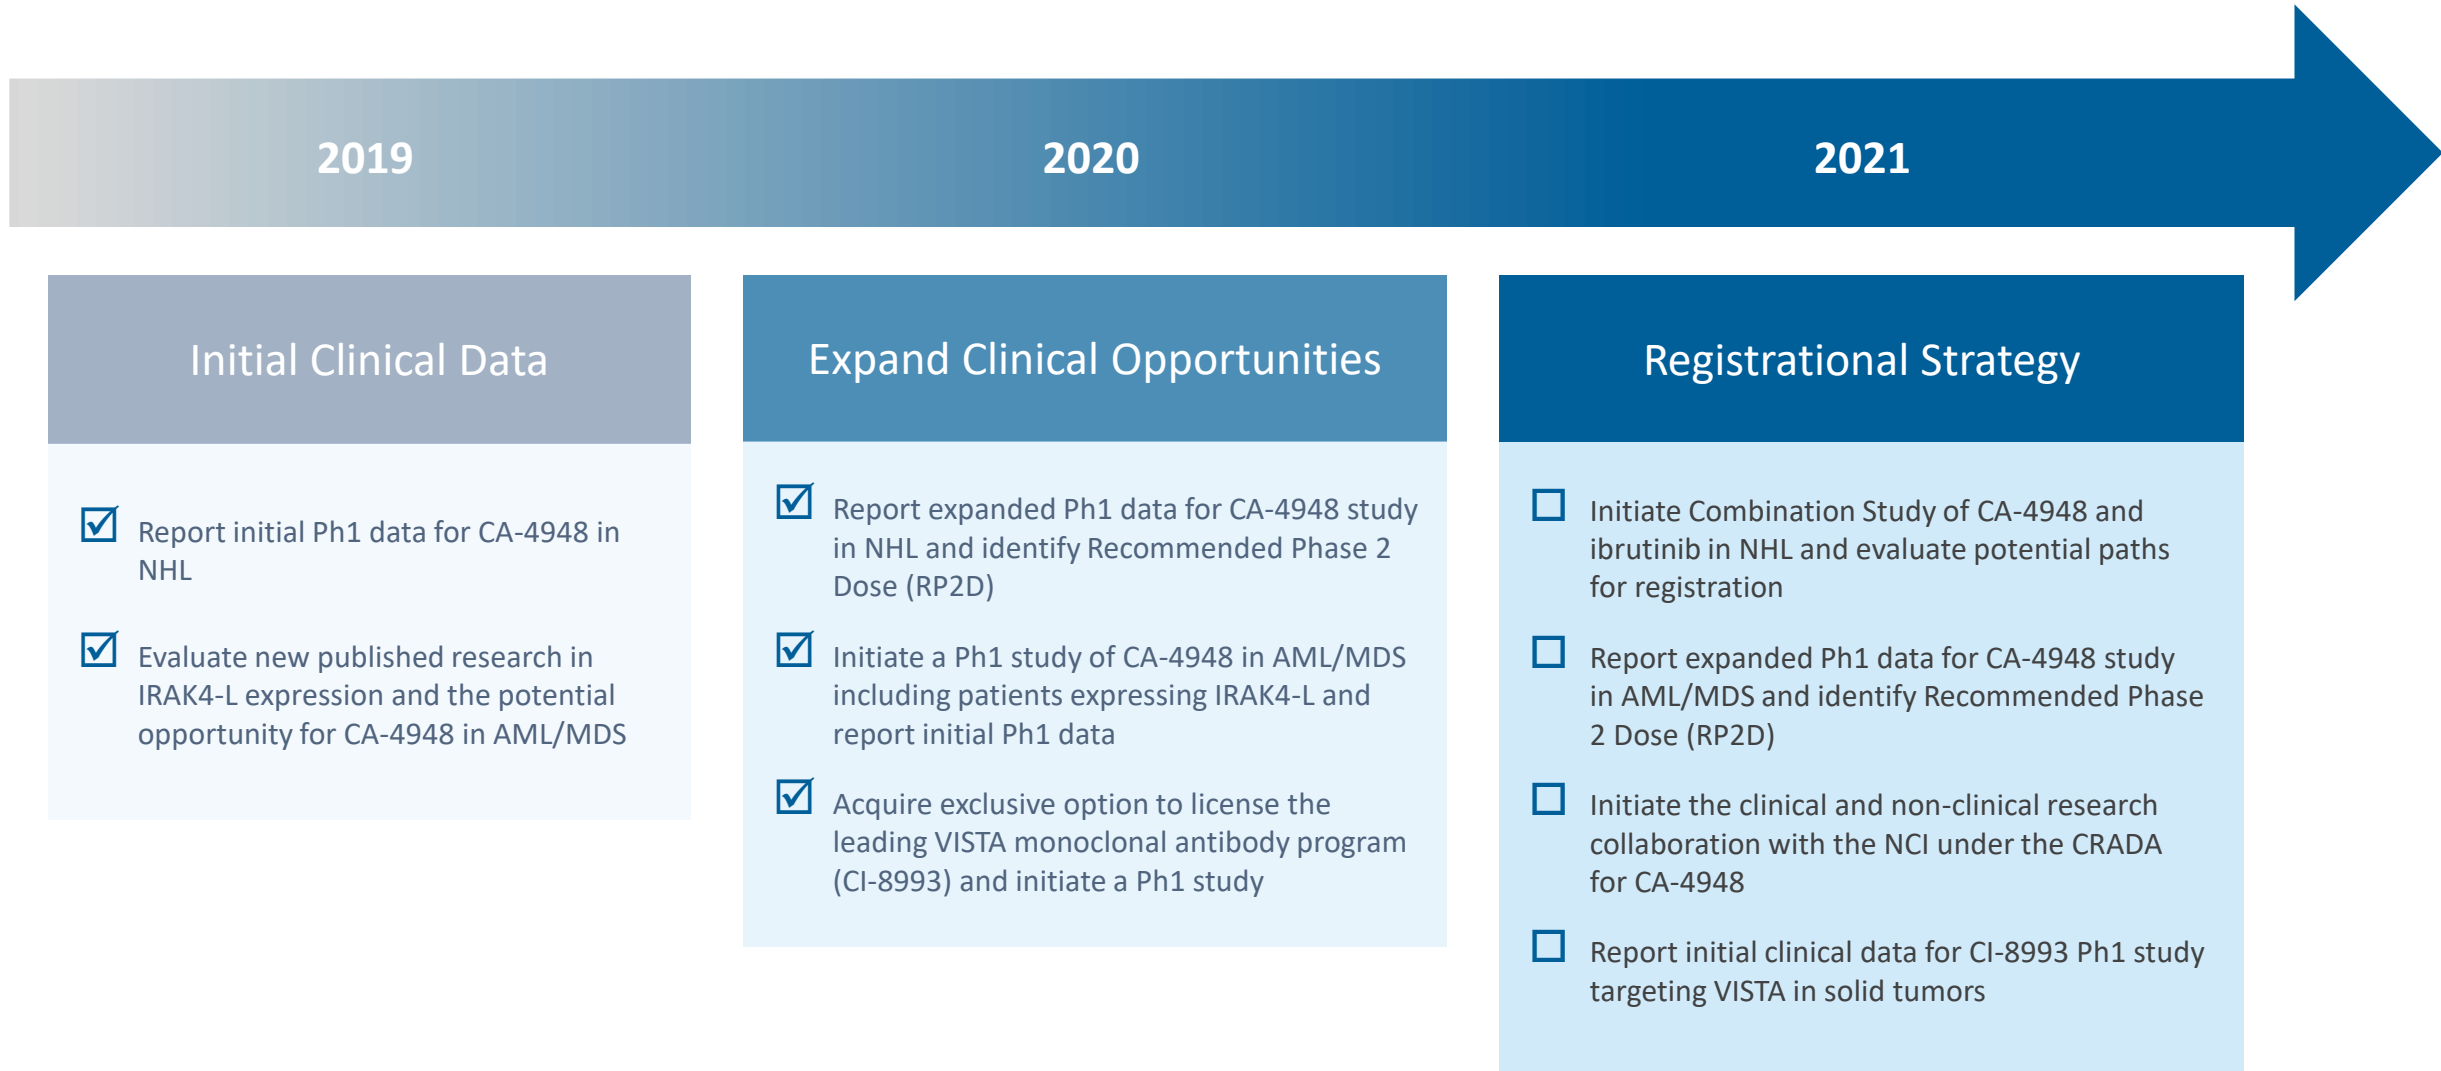 2019
2020
2021
Initial Clinical Data
Report initial Ph1 data for CA-4948 in
NHL
Evaluate new published research in
IRAK4-L expression and the potential
opportunity for CA-4948 in AML/MDS
Expand Clinical Opportunities
Report expanded Ph1 data for CA-4948 study
in NHL and identify Recommended Phase 2
Dose (RP2D)
Initiate a Ph1 study of CA-4948 in AML/MDS
including patients expressing IRAK4-L and
report initial Ph1 data
Acquire exclusive option to license the
leading VISTA monoclonal antibody program
(CI-8993) and initiate a Ph1 study
Registrational Strategy
Initiate Combination Study of CA-4948 and
ibrutinib in NHL and evaluate potential paths
for registration
Report expanded Ph1 data for CA-4948 study
in AML/MDS and identify Recommended Phase
2 Dose (RP2D)
Initiate the clinical and non-clinical research
collaboration with the NCI under the CRADA
for CA-4948
Report initial clinical data for CI-8993 Ph1 study
targeting VISTA in solid tumors